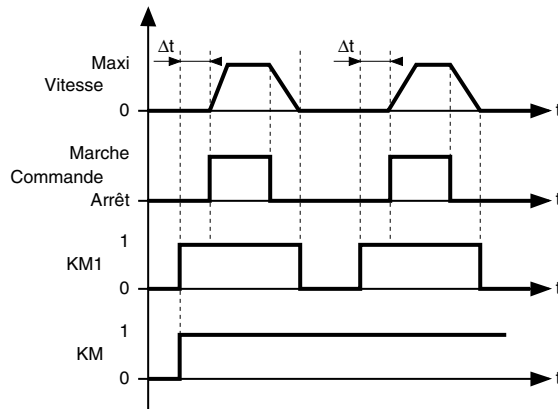 Δt
Δt
Maxi
Vitesse
0
t
Marche
Commande
Arrêt
t
1
KM1
0
t
1
KM
0
t